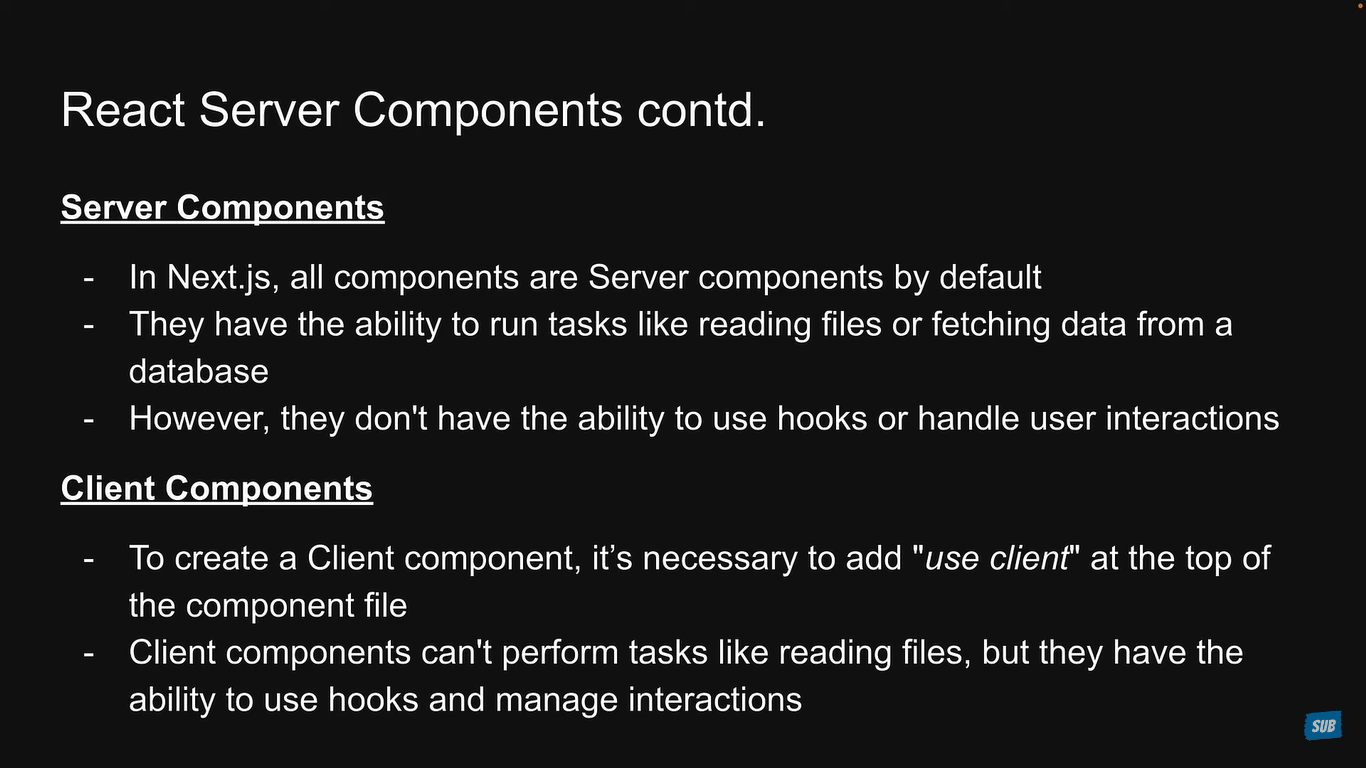 React Server Components contd.
Server Components
- In Next.js, all components are Server components by default
- They have the ability to run tasks like reading files or fetching data from a
database
- However, they don't have the ability to use hooks or handle user interactions
Client Components
- To create a Client component, it’s necessary to add "use client" at the top of
the component file
- Client components can't perform tasks like reading files, but they have the
ability to use hooks and manage interactions
SUB